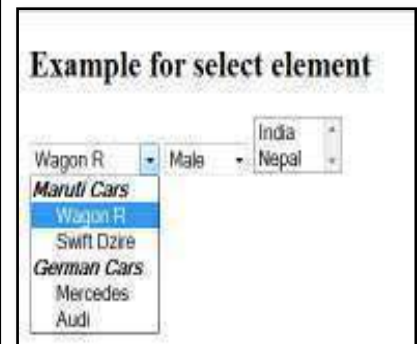 Example for select element
India
Wagon R Male Nepal
Maruti Cars
Wagon R
Swift Dzire
German Cars
Mercedes
Audi